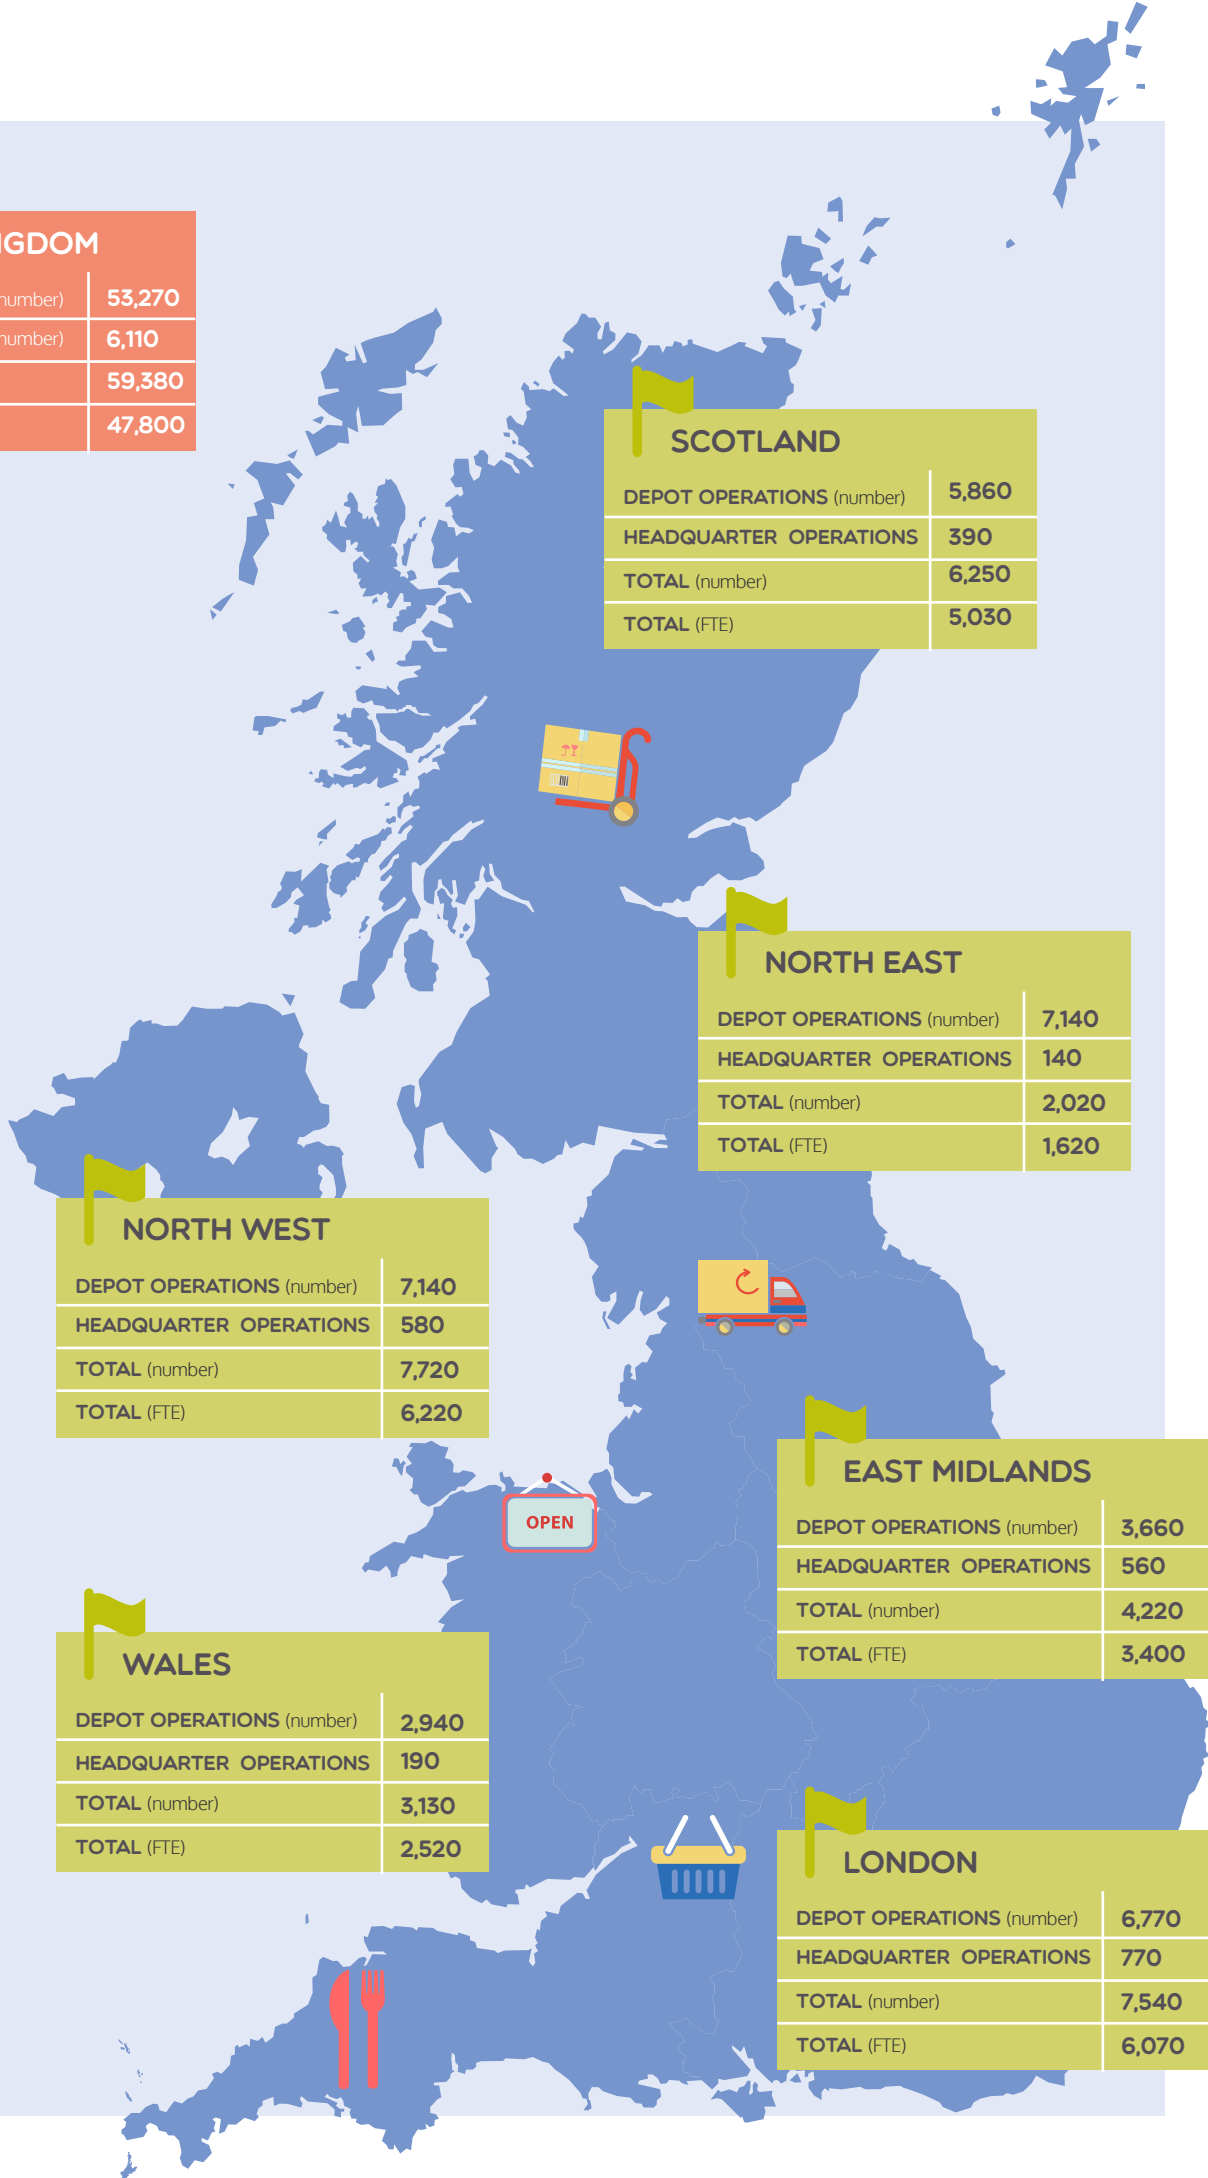 GDOM
number) 53,270
number) 6,110
59,380
47,800
SCOTLAND
DEPOT OPERATIONS (number) 5,860
HEADQUARTER OPERATIONS 390
TOTAL (number) 6,250
TOTAL (FTE) 5,030
NORTH EAST
DEPOT OPERATIONS (number) 7,140
HEADQUARTER OPERATIONS 140
TOTAL (number) 2,020
TOTAL (FTE) 1,620
NORTH WEST
DEPOT OPERATIONS (number) 7,140
HEADQUARTER OPERATIONS 580
TOTAL (number) 7,720
TOTAL (FTE) 6,220
OPEN
EAST MIDLANDS
DEPOT OPERATIONS (number) 3,660
HEADQUARTER OPERATIONS 560
TOTAL (number) 4,220
TOTAL (FTE) 3,400
WALES
DEPOT OPERATIONS (number) 2,940
HEADQUARTER OPERATIONS 190
TOTAL (number) 3,130
TOTAL (FTE) 2,520
LONDON
DEPOT OPERATIONS (number) 6,770
HEADQUARTER OPERATIONS 770
TOTAL (number) 7,540
TOTAL (FTE) 6,070